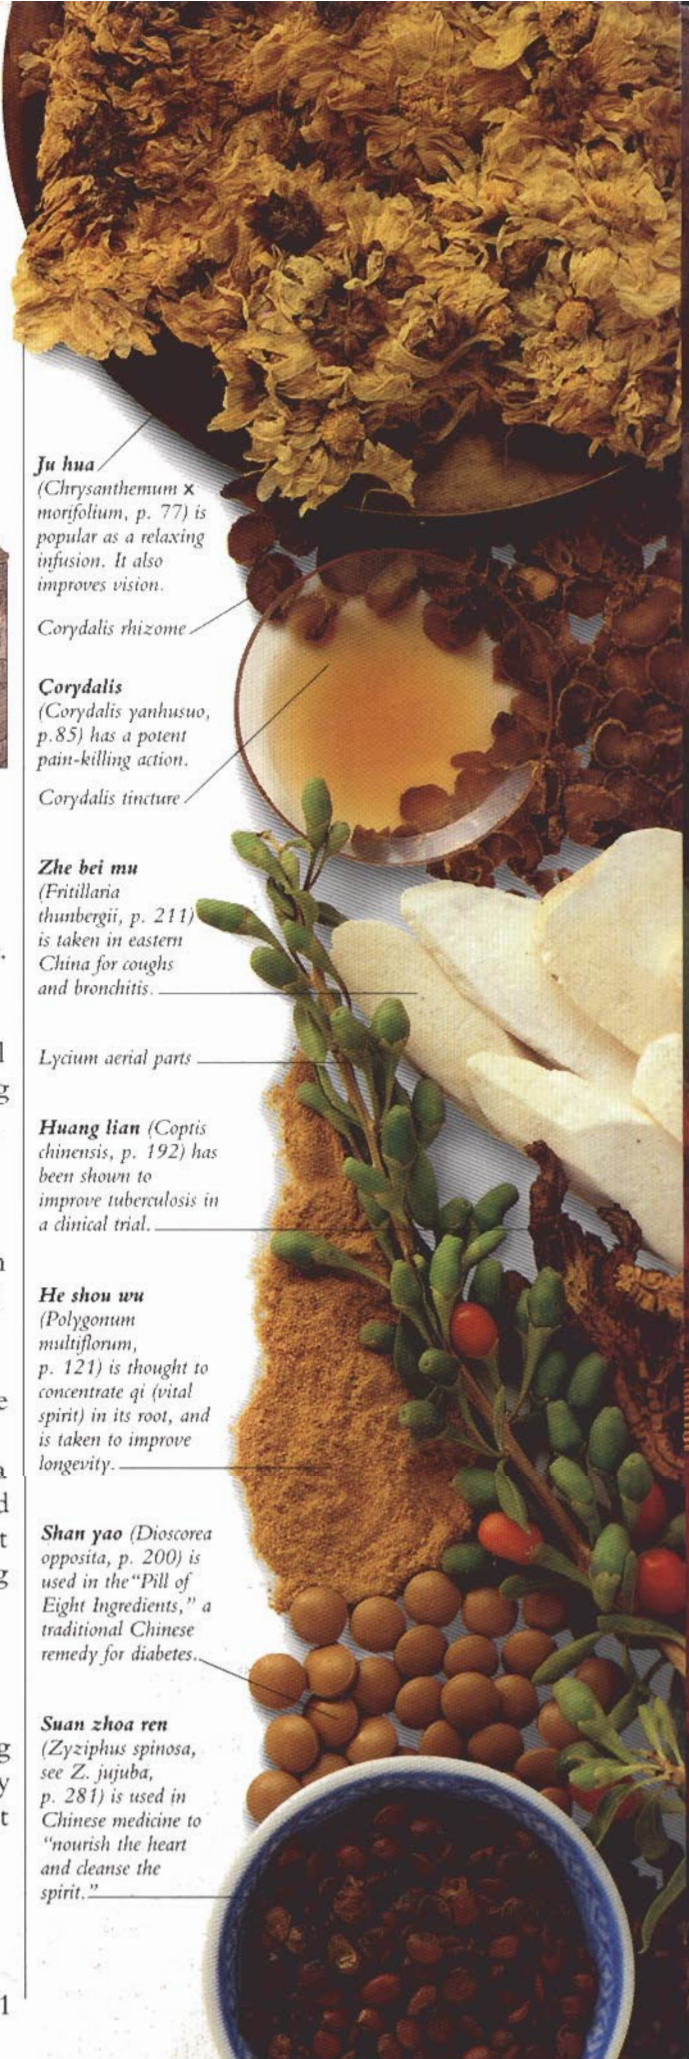 Ju hua
(Chrysanthemum x
morifolium, p. 77) is
popular as a relaxing
infusion. It also
improves vision.
Corydalis rhizome
Corydalis
(Corydalis yanhusuo,
p.85) has a potent
pain-killing action.
Corydalis tincture
Zhe bei mu
(Fritillaria
thunbergii, p. 211)
is taken in eastern
China for coughs
and bronchitis.
Lycium aerial parts
Huang lian (Coptis
chinensis, p. 192) has
been shown to
improve tuberculosis in
a clinical trial.
He shou wu
(Polygonum
multiflorum,
p. 121) is thought to
concentrate qi (vital
spirit) in its root, and
is taken to improve
longevity.
Shan yao (Dioscorea
opposita, p. 200) is
used in the "Pill of
Eight Ingredients," a
traditional Chinese
remedy for diabetes.
Suan zhoa ren
(Zyziphus spinosa,
see Z. jujuba,
p. 281) is used in
Chinese medicine to
"nourish the heart
and cleanse the
spirit."